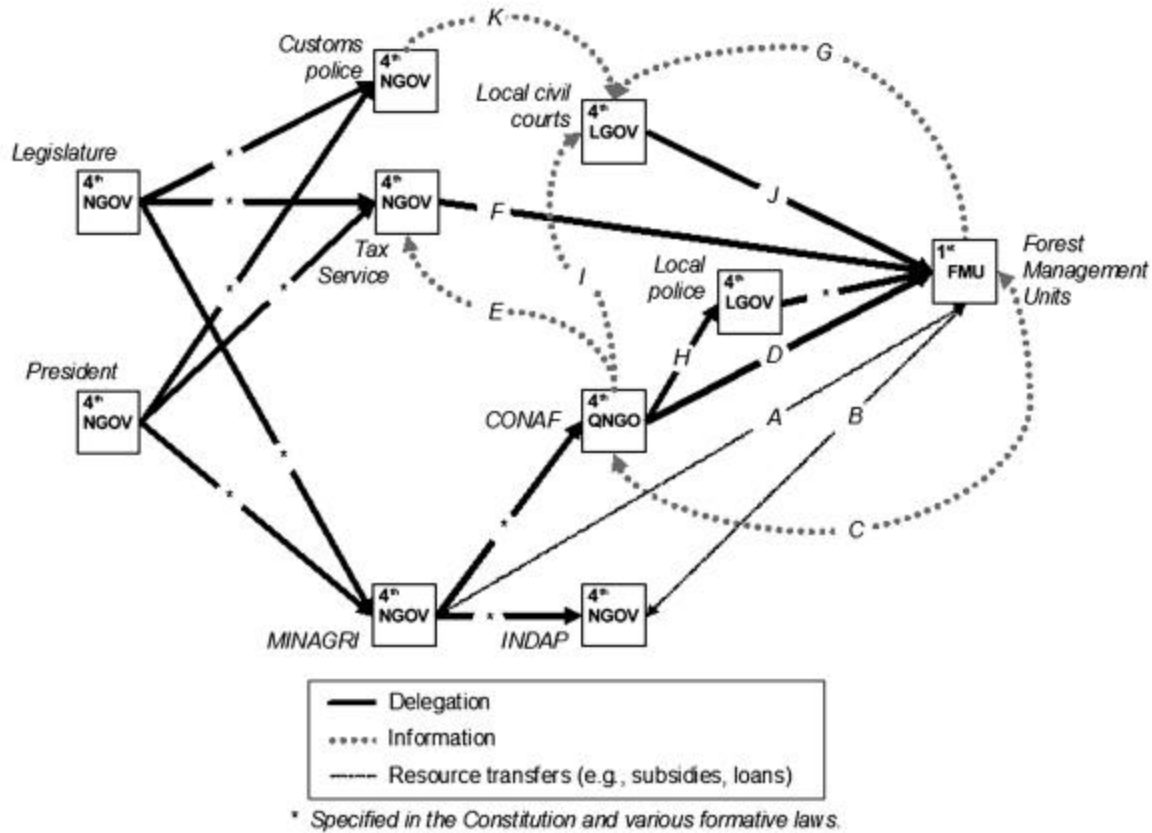 K
Customs
police
4th
NGOV
G
Local civil
courts
4th
LGOV
Legislature
4th
NGOV
*
*
4th
NGOV
Tax
Service
F
J
I
Local
police
4th
LGOV
*
1st
FMU
Forest
Management
Units
*
*
E
H
D
President
4th
NGOV
CONAF
4th
QNGO
A
B
*
*
*
C
MINAGRI
4th
NGOV
*
INDAP
4th
NGOV
Delegation
Information
Resource transfers (e.g., subsidies, loans)
* Specified in the Constitution and various formative laws.